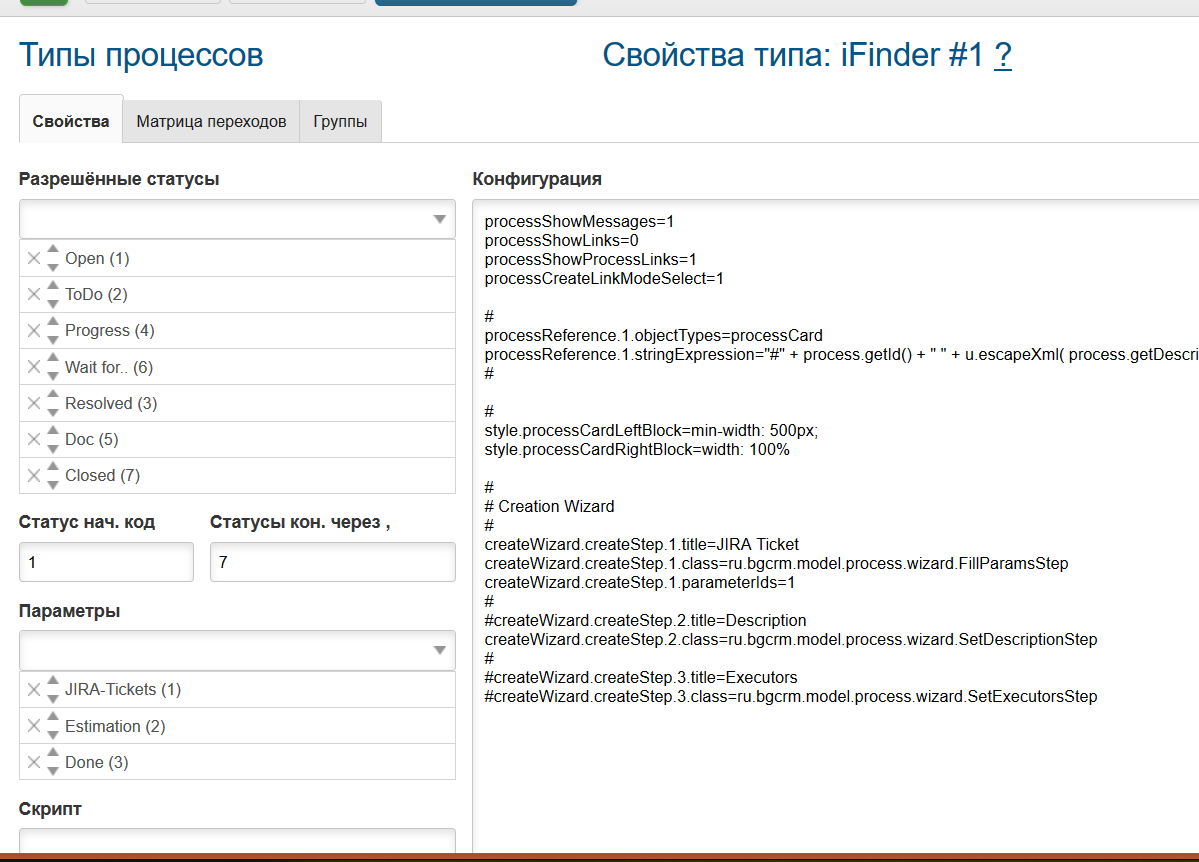 Типы процессов
Свойства типа: iFinder #1 ?
Свойства
Матрица переходов
Группы
Разрешённые статусы
Open (1)
ToDo (2)
Progress (4)
Wait for.. (6)
Resolved (3)
Doc (5)
Closed (7)
Статус нач. код
Статусы кон. через ,
1
7
Параметры
JIRA-Tickets (1)
Estimation (2)
Done (3)
Скрипт
Конфигурация
processShowMessages=1
processShowLinks=0
processShowProcessLinks=1
processCreateLinkModeSelect=1
#
processReference.1.objectTypes=processCard
processReference.1.stringExpression="#" + process.getId() + " " + u.escapeXml( process.getDescri
#
#
style.processCardLeftBlock=min-width: 500px;
style.processCardRightBlock=width: 100%
#
# Creation Wizard
#
createWizard.createStep.1.title=JIRA Ticket
createWizard.createStep.1.class=ru.bgcrm.model.process.wizard.FillParamsStep
createWizard.createStep.1.parameterIds=1
#
#createWizard.createStep.2.title=Description
createWizard.createStep.2.class=ru.bgcrm.model.process.wizard.SetDescriptionStep
#
#createWizard.createStep.3.title=Executors
#createWizard.createStep.3.class=ru.bgcrm.model.process.wizard.SetExecutorsStep